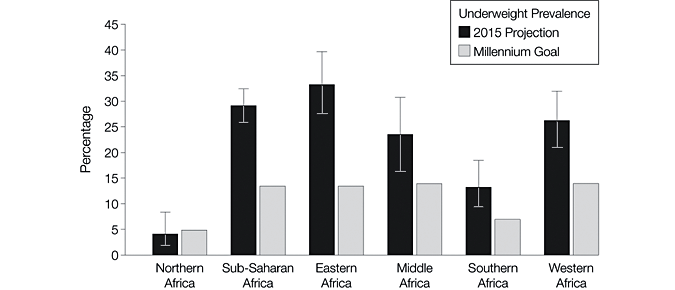 Underweight Prevalence
2015 Projection
Millennium Goal
Percentage
45
40
35
30
25
20
15
10
5
0
Northern
Africa
Sub-Saharan
Africa
Eastern
Africa
Middle
Africa
Southern
Africa
Western
Africa